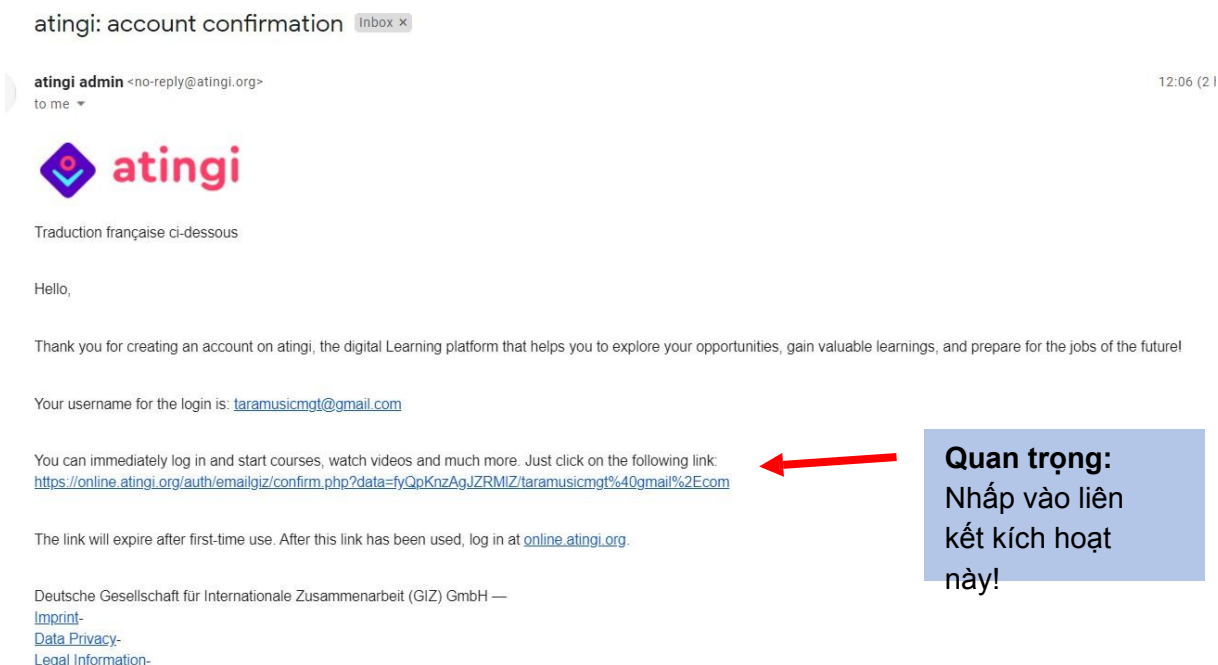 atingi: account confirmation Inbox ×
atingi admin <no-reply@atingi.org>
12:06 (2
to me
atingi
Traduction française ci-dessous
Hello,
Thank you for creating an account on atingi, the digital Learning platform that helps you to explore your opportunities, gain valuable learnings, and prepare for the jobs of the future!
Your username for the login is: taramusicmgt@gmail.com
You can immediately log in and start courses, watch videos and much more. Just click on the following link:
https://online.atingi.org/auth/emailgiz/confirm.php?data=fyQpKnzAgJZRMlZ/taramusicmgt%40gmail%2Ecom
The link will expire after first-time use. After this link has been used, log in at online.atingi.org.
Deutsche Gesellschaft für Internationale Zusammenarbeit (GIZ) GmbH —
Imprint-
Data Privacy-
Legal Information-
Quan trọng:
Nhấp vào liên
kết kích hoạt
này!